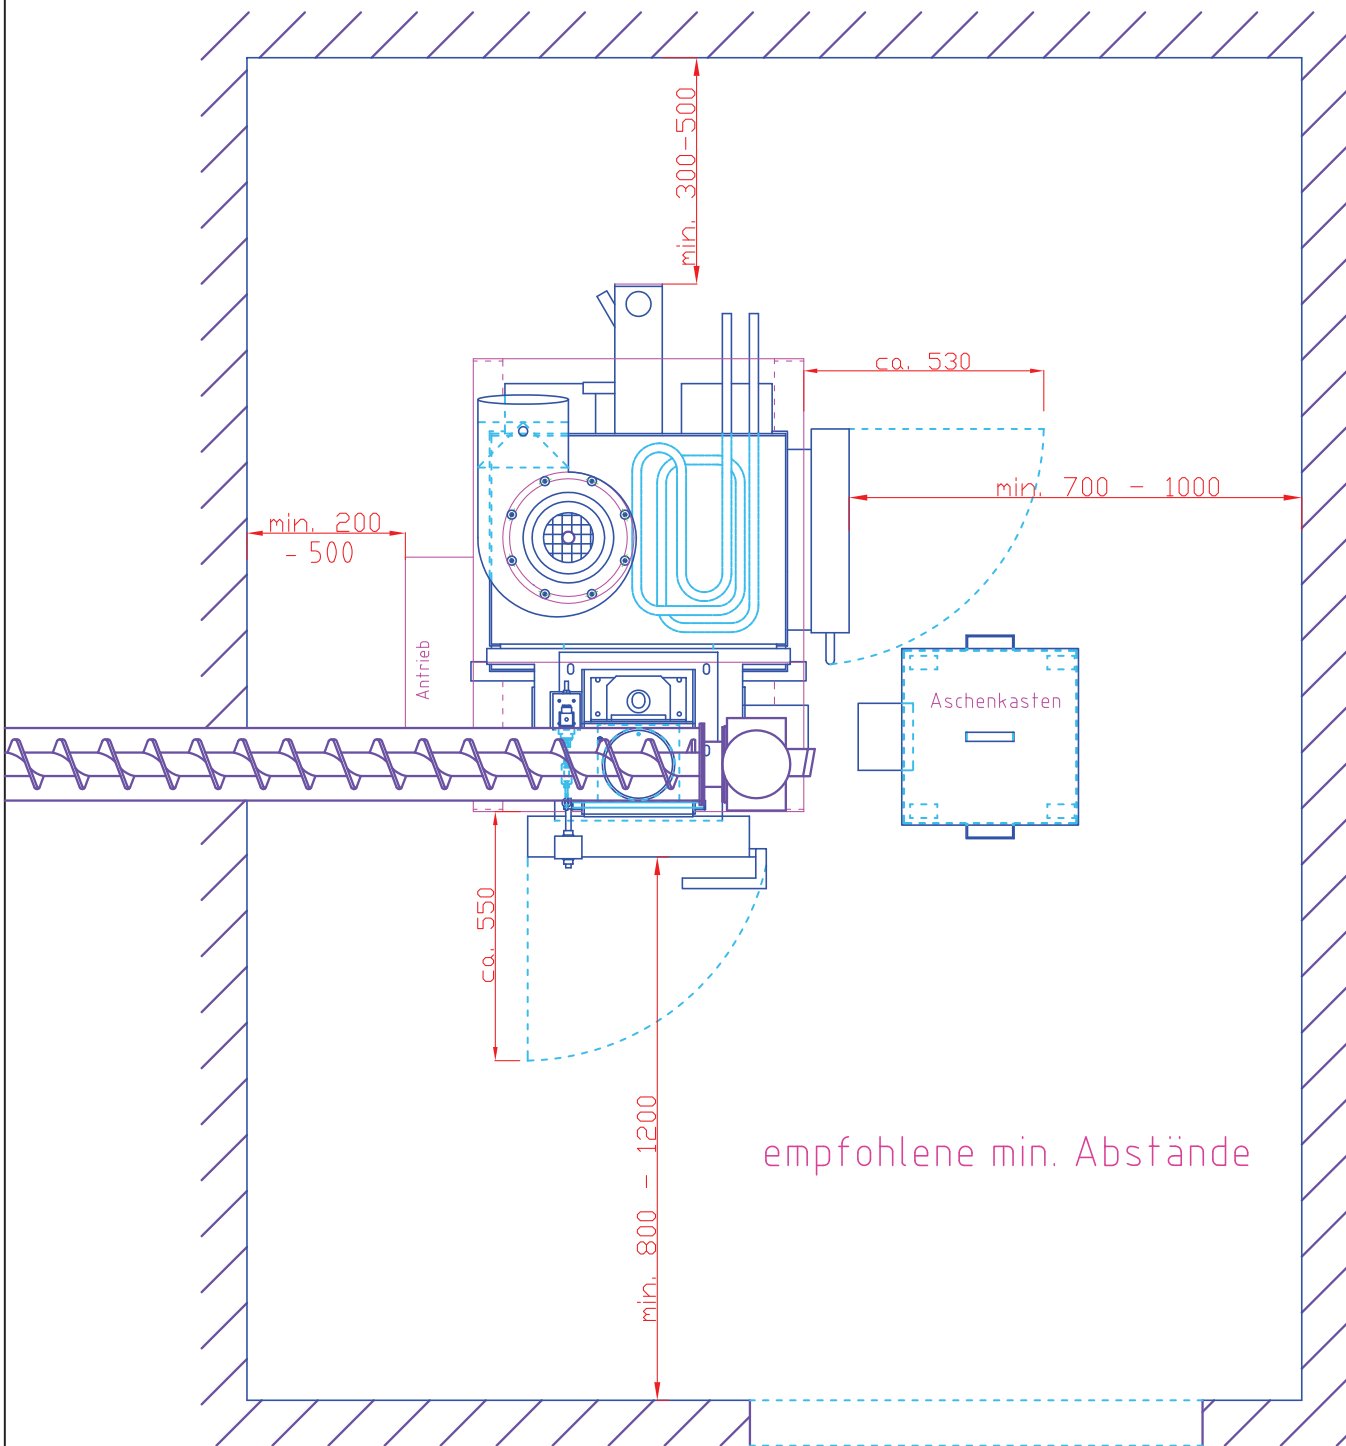 min. 300-500
ca. 530
min. 700 - 1000
min. 200
- 500
Antrieb
Aschenkasten
ca. 550
min. 800 - 1200
empfohlene min. Abstände